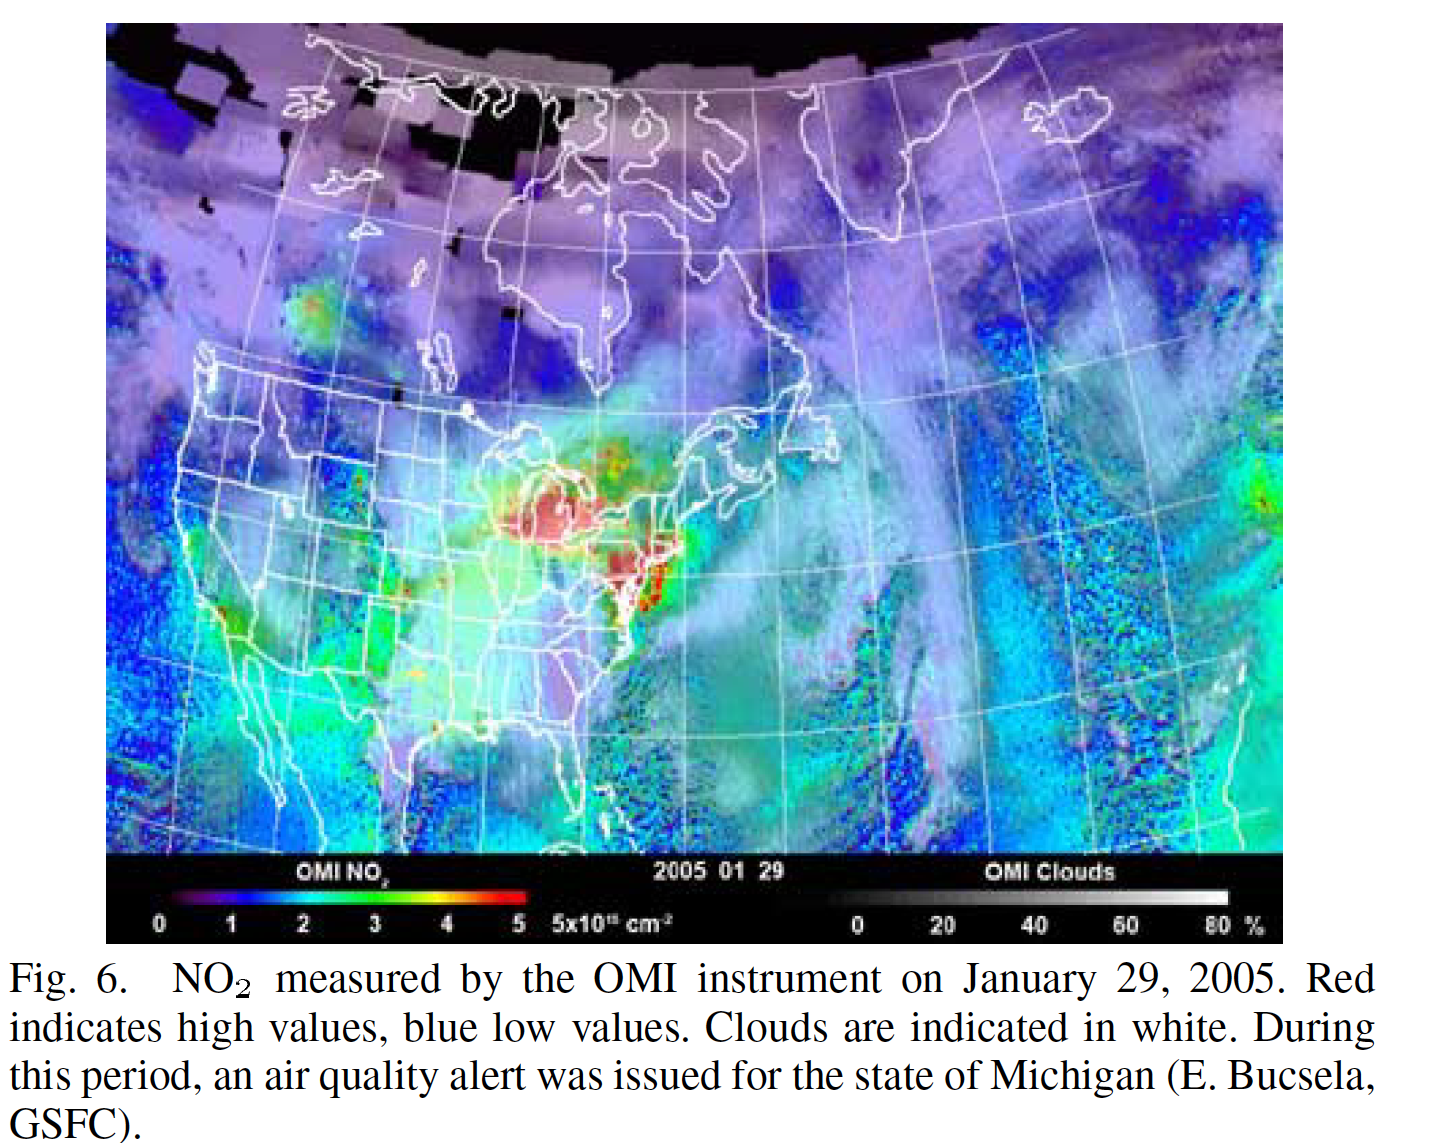 OMI NO₂ 2005 01 29 OMI Clouds
0 1 2 3 4 5 5x10¹⁵ cm⁻² 0 20 40 60 80 %
Fig. 6. NO₂ measured by the OMI instrument on January 29, 2005. Red
indicates high values, blue low values. Clouds are indicated in white. During
this period, an air quality alert was issued for the state of Michigan (E. Bucsela,
GSFC).